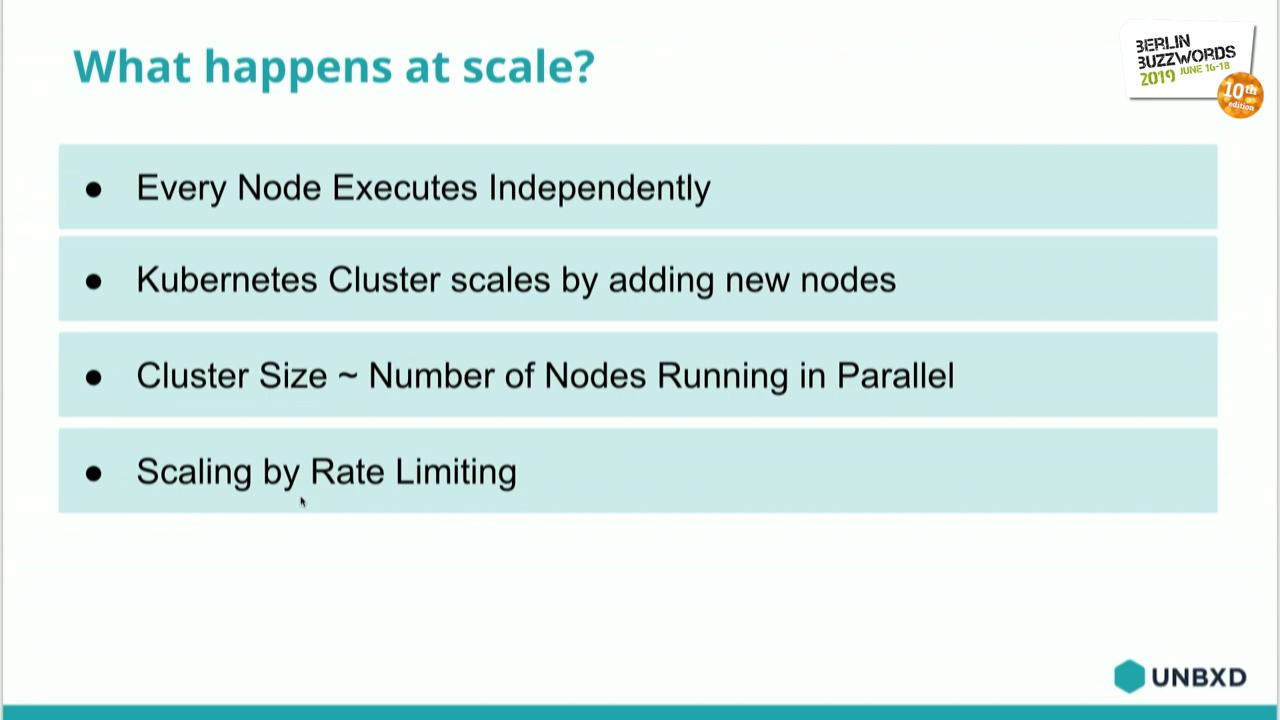 What happens at scale?
BERLIN
BUZZWORDS
2019 JUNE 16-18
10th
edition
● Every Node Executes Independently
● Kubernetes Cluster scales by adding new nodes
● Cluster Size ~ Number of Nodes Running in Parallel
● Scaling by Rate Limiting
UNBXD